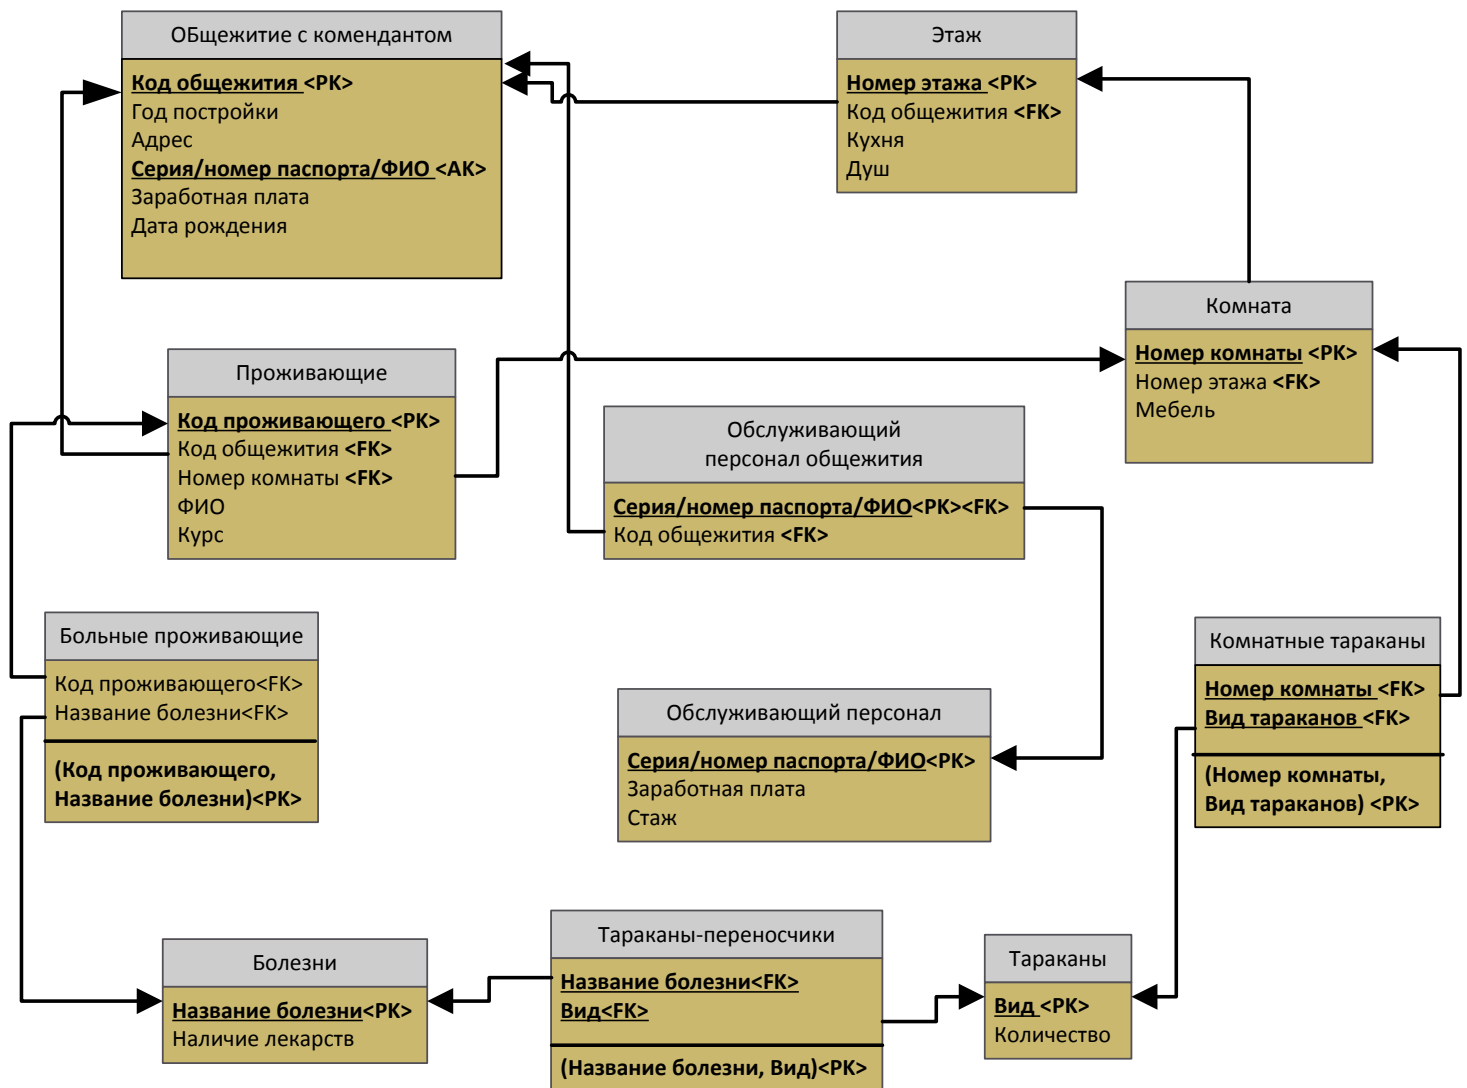 ОБщежитие с комендантом
Код общежития <PK>
Год постройки
Адрес
Серия/номер паспорта/ФИО <AK>
Заработная плата
Дата рождения
Этаж
Номер этажа <PK>
Код общежития <FK>
Кухня
Душ
Комната
Номер комнаты <PK>
Номер этажа <FK>
Мебель
Проживающие
Код проживающего <PK>
Код общежития <FK>
Номер комнаты <FK>
ФИО
Курс
Обслуживающий
персонал общежития
Серия/номер паспорта/ФИО<PK><FK>
Код общежития <FK>
Больные проживающие
Код проживающего<FK>
Название болезни<FK>
(Код проживающего,
Название болезни)<PK>
Обслуживающий персонал
Серия/номер паспорта/ФИО<PK>
Заработная плата
Стаж
Комнатные тараканы
Номер комнаты <FK>
Вид тараканов <FK>
(Номер комнаты,
Вид тараканов) <PK>
Болезни
Название болезни<PK>
Наличие лекарств
Тараканы-переносчики
Название болезни<FK>
Вид<FK>
(Название болезни, Вид)<PK>
Тараканы
Вид <PK>
Количество